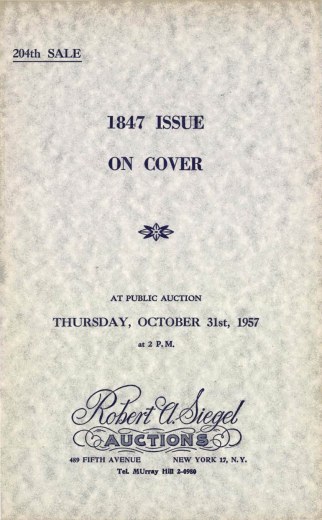 204th SALE
1847 ISSUE
ON COVER
AT PUBLIC AUCTION
THURSDAY, OCTOBER 31st, 1957
at 2 P.M.
Robert A. Siegel
AUCTIONS
489 FIFTH AVENUE NEW YORK 17, N.Y.
Tel. MUrray Hill 2-0980